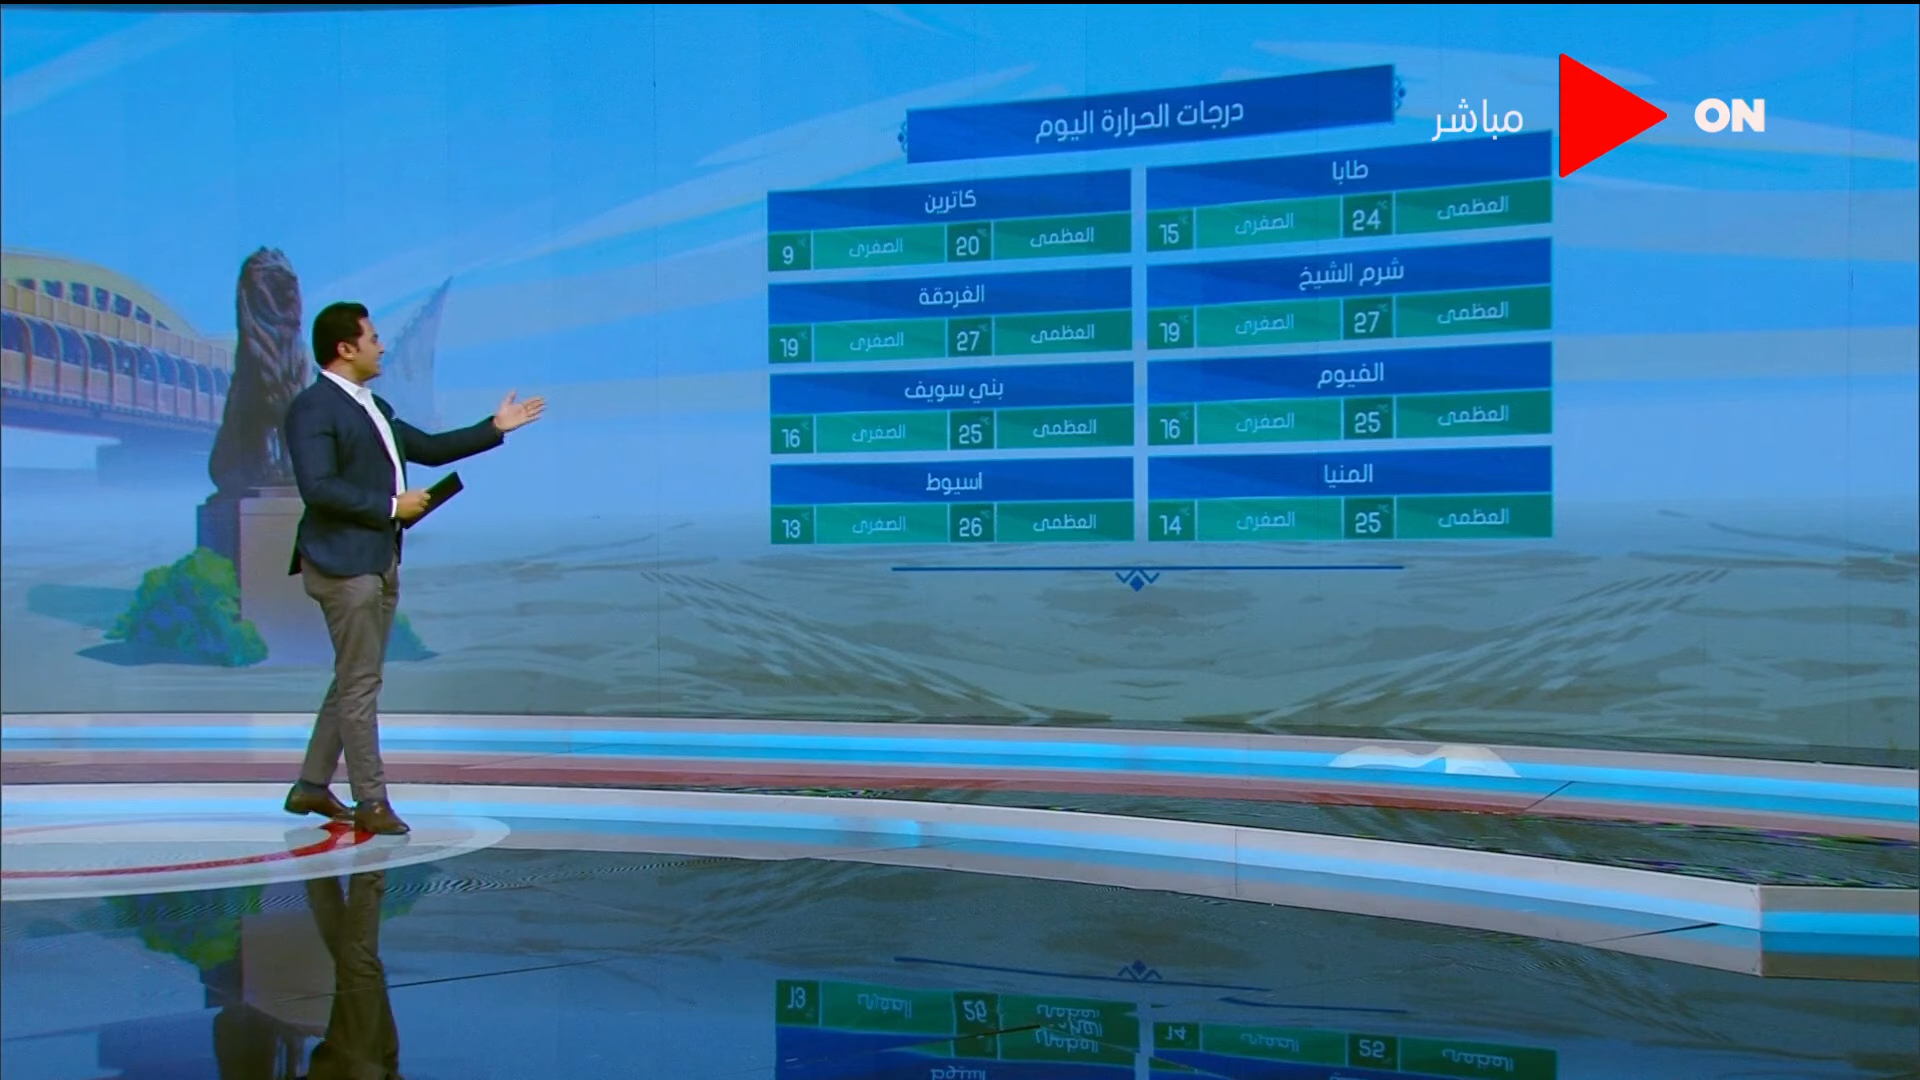 مباشر ON
درجات الحرارة اليوم
طابا
العظمى 24 °C الصغرى 15 °C
كاترين
العظمى 20 °C الصغرى 9 °C
شرم الشيخ
العظمى 27 °C الصغرى 19 °C
الغردقة
العظمى 27 °C الصغرى 19 °C
الفيوم
العظمى 25 °C الصغرى 16 °C
بني سويف
العظمى 25 °C الصغرى 16 °C
المنيا
العظمى 25 °C الصغرى 14 °C
اسيوط
العظمى 26 °C الصغرى 13 °C